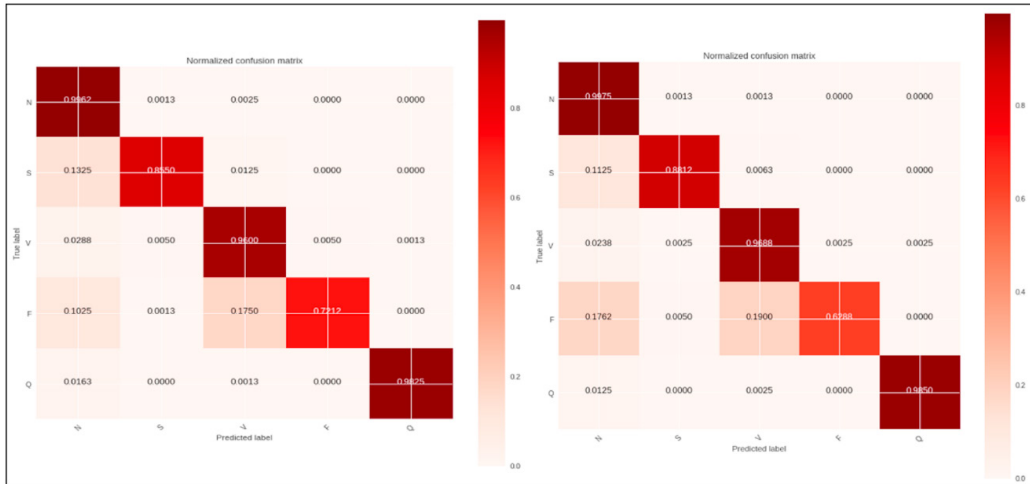 Normalized confusion matrix
N 0.9962 0.0013 0.0025 0.0000 0.0000
S 0.1325 0.8550 0.0125 0.0000 0.0000
V 0.0288 0.0050 0.9600 0.0050 0.0013
F 0.1025 0.0013 0.1750 0.7212 0.0000
Q 0.0163 0.0000 0.0013 0.0000 0.9825
N S V F Q
True label
Predicted label
0.8
0.6
0.4
0.2
0.0
Normalized confusion matrix
N 0.9975 0.0013 0.0013 0.0000 0.0000
S 0.1125 0.8812 0.0063 0.0000 0.0000
V 0.0238 0.0025 0.9688 0.0025 0.0025
F 0.1762 0.0050 0.1900 0.6288 0.0000
Q 0.0125 0.0000 0.0025 0.0000 0.9850
N S V F Q
True label
Predicted label
0.8
0.6
0.4
0.2
0.0